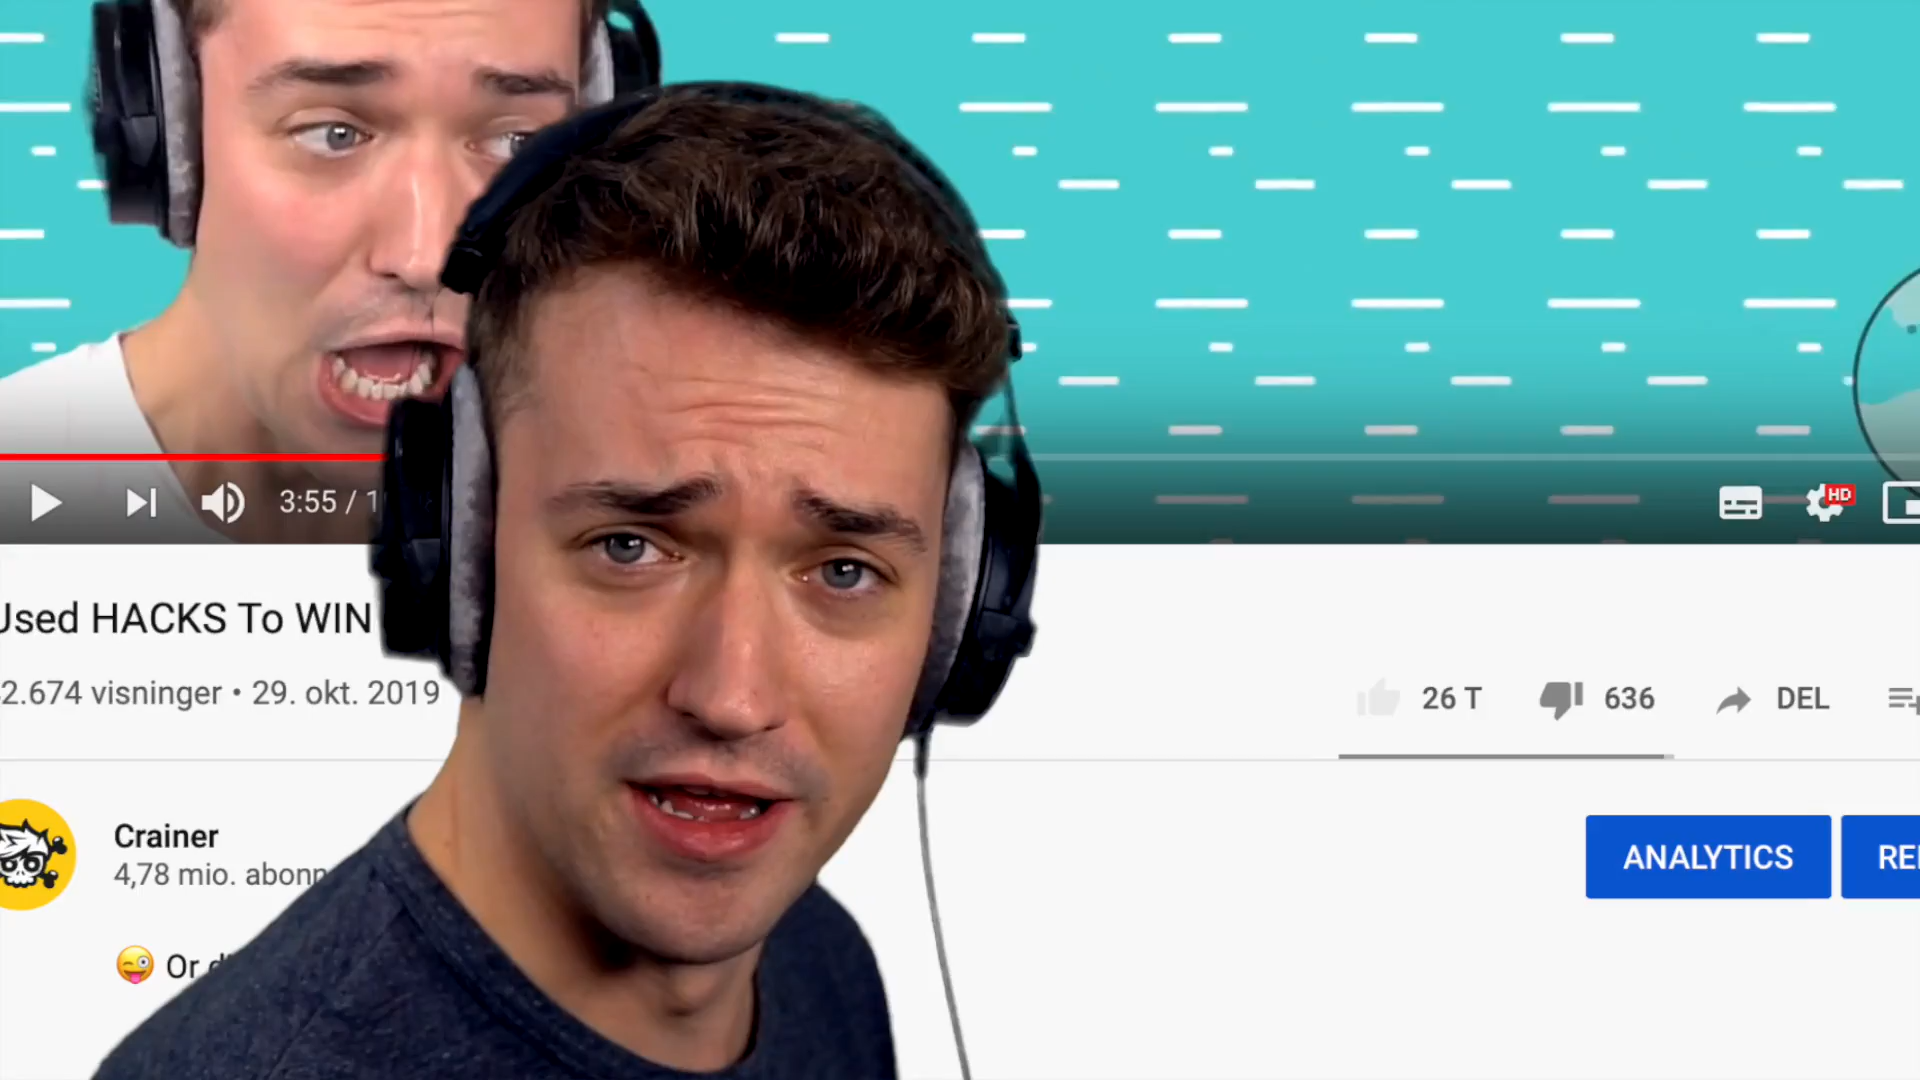 3:55 / 1
HD
Used HACKS To WIN
2.674 visninger • 29. okt. 2019
26 T
636
DEL
Crainer
4,78 mio. abonn
ANALYTICS
RE
😜 Or d